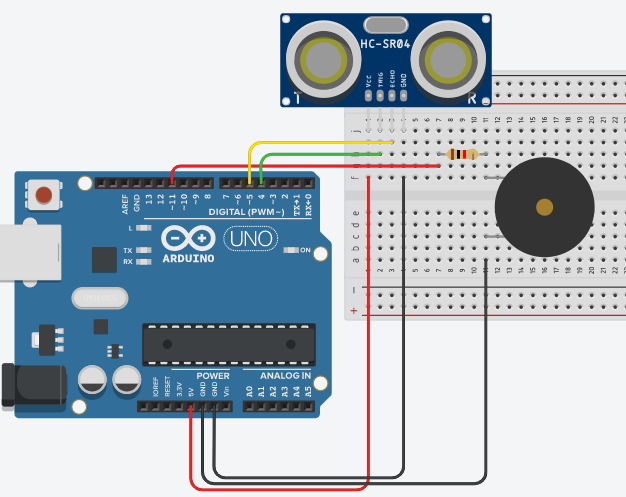 HC-SR04
VCC
TRIG
ECHO
GND
T
R
j
f
e
d
c
b
a
AREF
GND
13
12
~11
~10
~9
8
7
~6
~5
4
~3
2
TX→1
RX←0
DIGITAL (PWM~)
L
TX
RX
UNO
ON
ARDUINO
POWER
ANALOG IN
IOREF
RESET
3.3V
5V
GND
GND
Vin
A0
A1
A2
A3
A4
A5